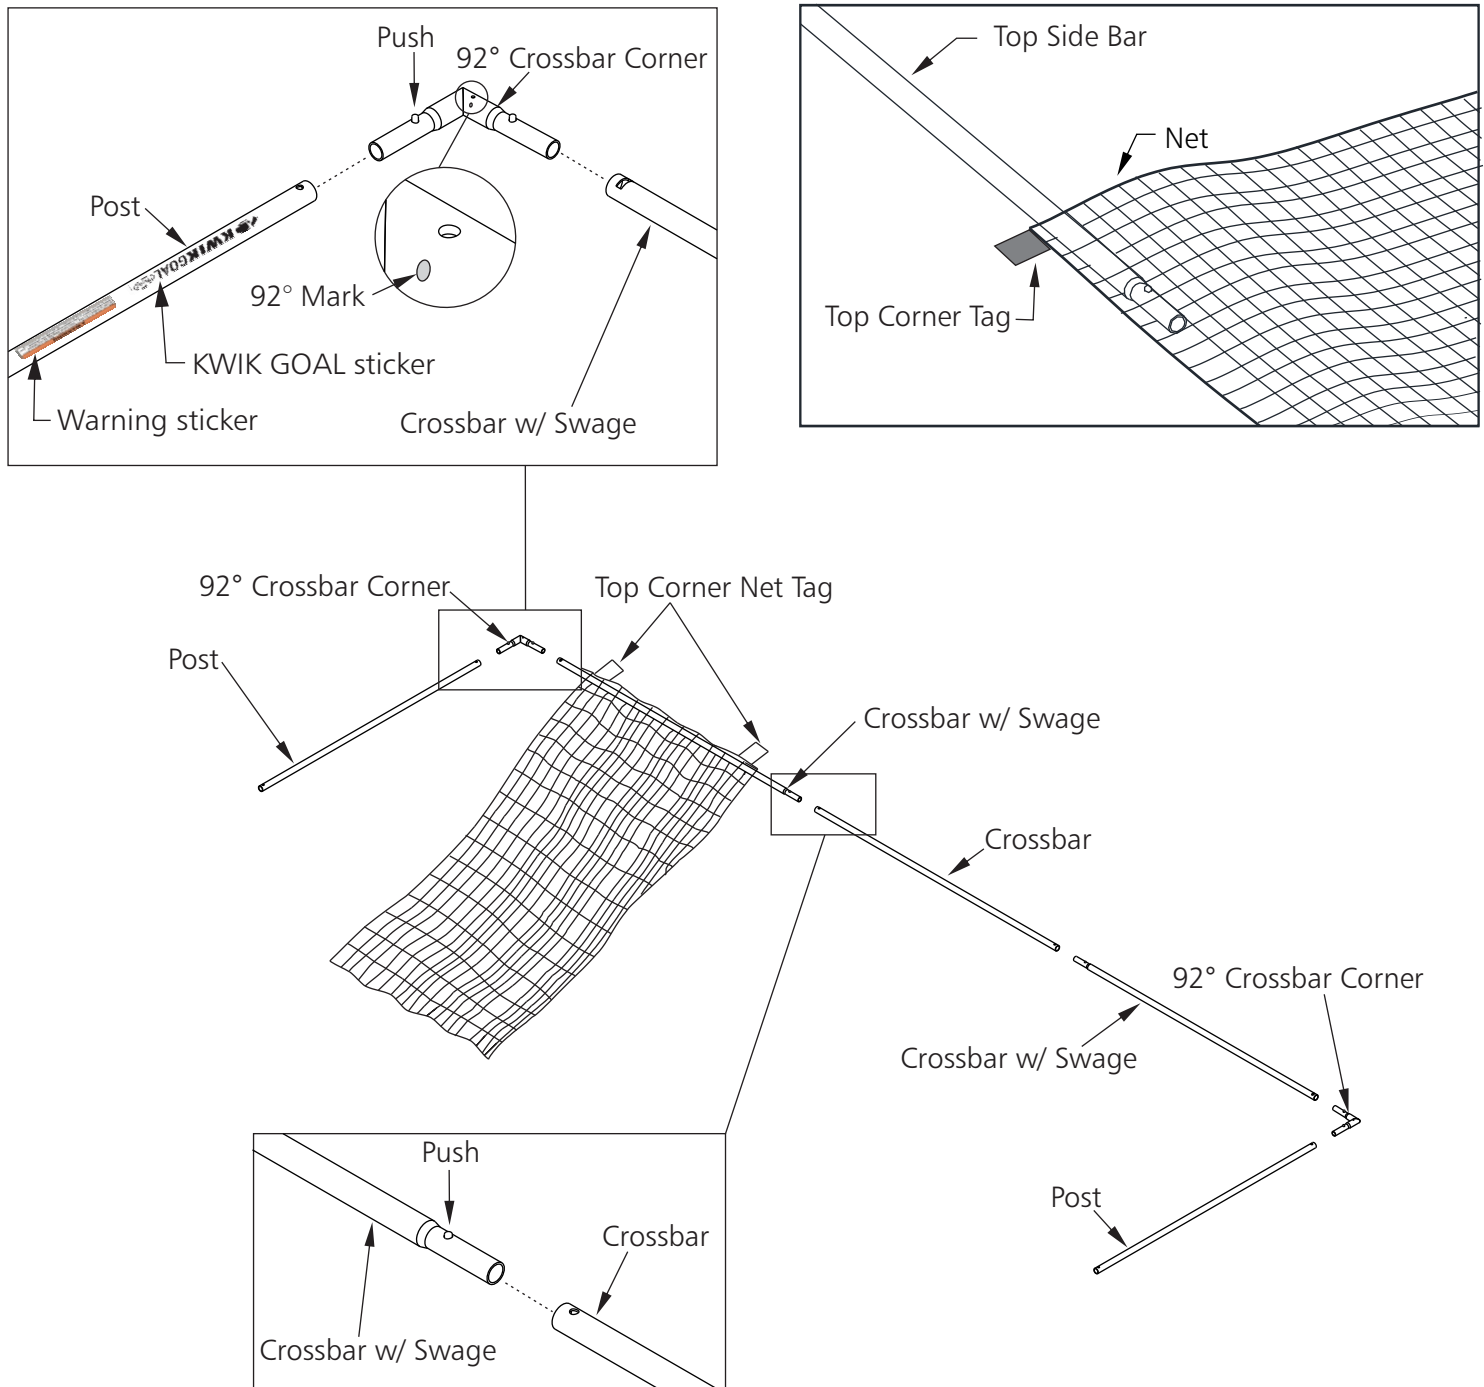 Push
92° Crossbar Corner
Post
KWIKGOAL
92° Mark
KWIK GOAL sticker
Warning sticker
Crossbar w/ Swage
Top Side Bar
Net
Top Corner Tag
92° Crossbar Corner
Top Corner Net Tag
Post
Crossbar w/ Swage
Crossbar
92° Crossbar Corner
Crossbar w/ Swage
Post
Push
Crossbar
Crossbar w/ Swage